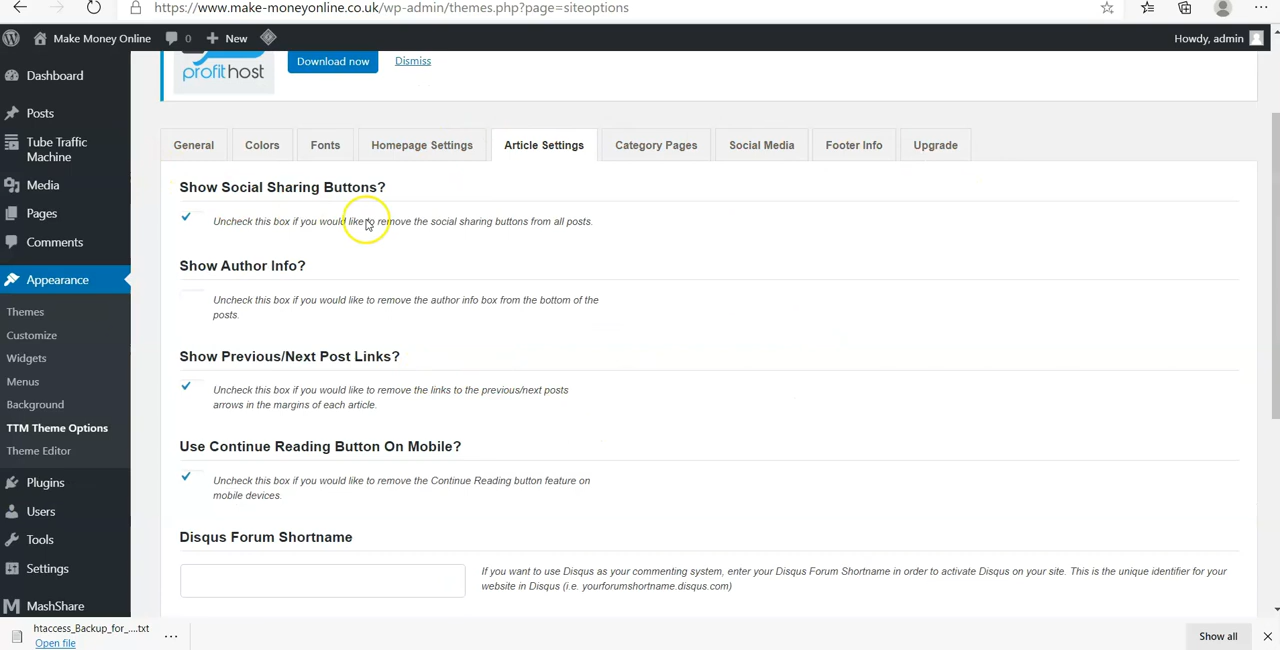 https://www.make-moneyonline.co.uk/wp-admin/themes.php?page=siteoptions
Make Money Online 0 New Howdy, admin
profithost Download now Dismiss
Dashboard
Posts
Tube Traffic
Machine
Media
Pages
Comments
Appearance
Themes
Customize
Widgets
Menus
Background
TTM Theme Options
Theme Editor
Plugins
Users
Tools
Settings
MashShare
General Colors Fonts Homepage Settings Article Settings Category Pages Social Media Footer Info Upgrade
Show Social Sharing Buttons?
Uncheck this box if you would like to remove the social sharing buttons from all posts.
Show Author Info?
Uncheck this box if you would like to remove the author info box from the bottom of the
posts.
Show Previous/Next Post Links?
Uncheck this box if you would like to remove the links to the previous/next posts
arrows in the margins of each article.
Use Continue Reading Button On Mobile?
Uncheck this box if you would like to remove the Continue Reading button feature on
mobile devices.
Disqus Forum Shortname
If you want to use Disqus as your commenting system, enter your Disqus Forum Shortname in order to activate Disqus on your site. This is the unique identifier for your
website in Disqus (i.e. yourforumshortname.disqus.com)
htaccess_Backup_for_....txt
Open file
Show all